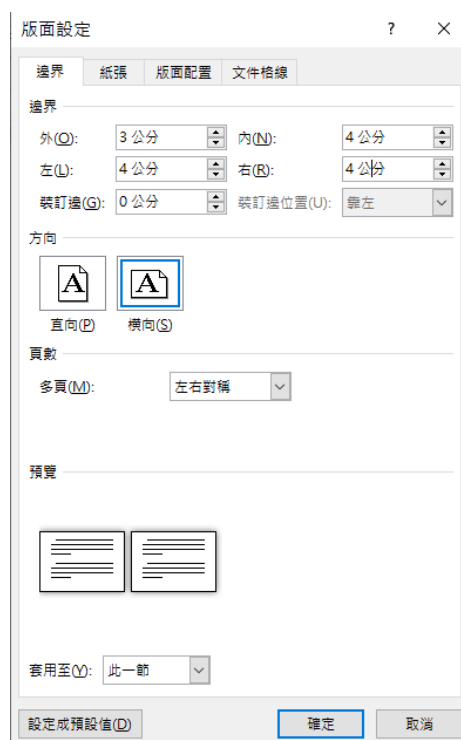 版面設定 ? ×
邊界 紙張 版面配置 文件格線
邊界
外(O): 3 公分 內(N): 4 公分
左(L): 4 公分 右(R): 4 公分
裝訂邊(G): 0 公分 裝訂邊位置(U): 靠左
方向
A A
直向(P) 橫向(S)
頁數
多頁(M): 左右對稱
預覽
套用至(Y): 此一節
設定成預設值(D) 確定 取消